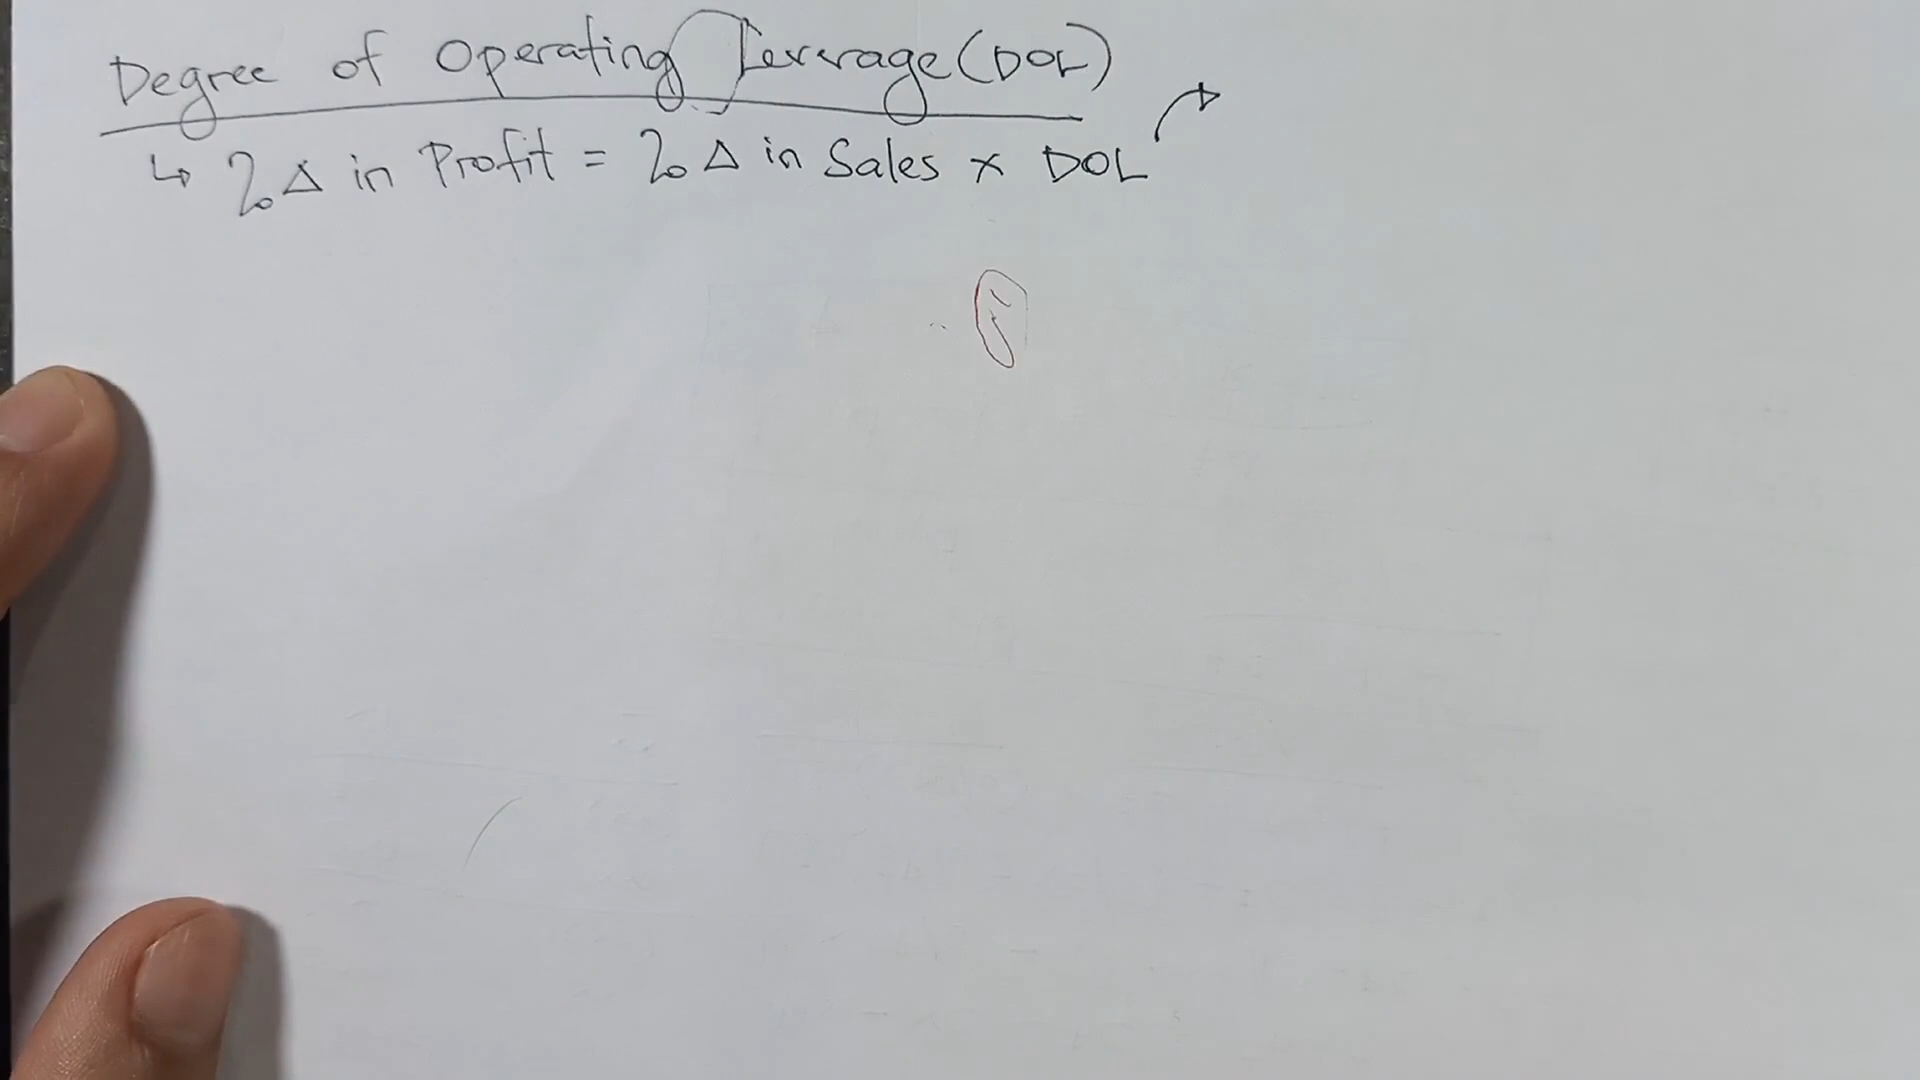 Degree of Operating Leverage (DOL)
↳ % Δ in Profit = % Δ in Sales × DOL